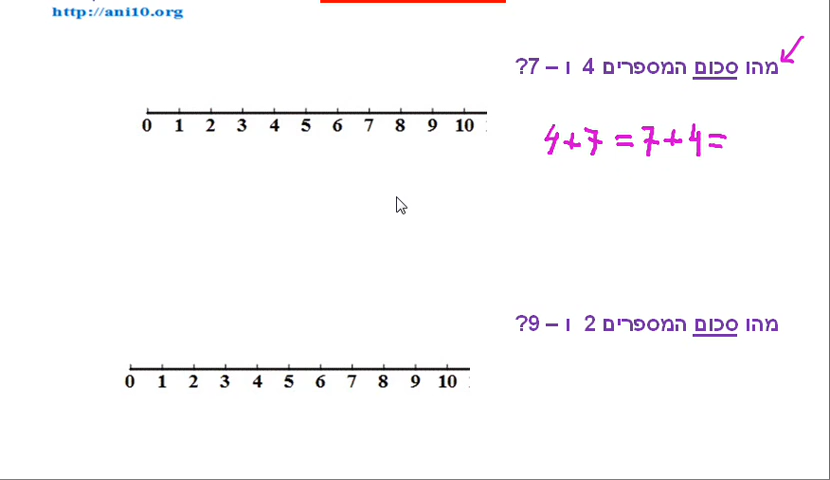 http://ani10.org
מהו סכום המספרים 4 ו – 7?
4+7=7+4=
0 1 2 3 4 5 6 7 8 9 10
מהו סכום המספרים 2 ו – 9?
0 1 2 3 4 5 6 7 8 9 10